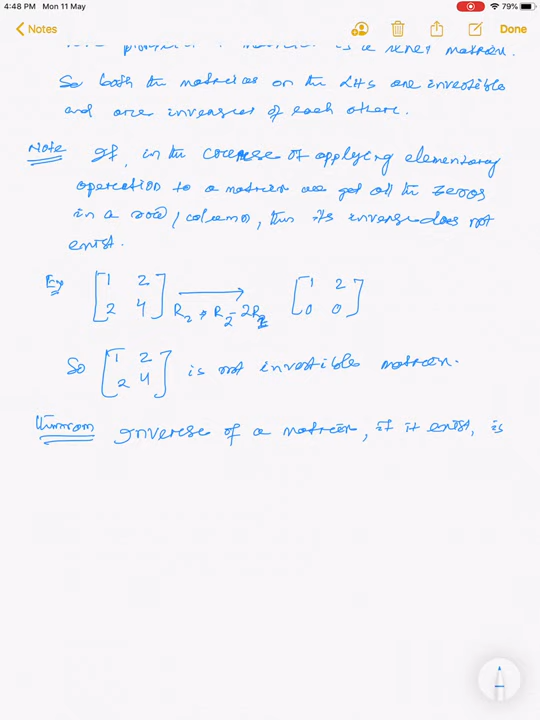 4:48 PM Mon 11 May 79%
Notes Done
is a matrix.
So both the matrices on the LHS are invertible
and are inverses of each other.
Note If, in the course of applying elementary
operation to a matrix we get all the zeros
in a row/column, then its inverse does not
exist.
Eg [1 2 [1 2
2 4] R2 → R2 - 2R 0 0]
So [1 2
2 4] is not invertible matrix.
Theorem Inverse of a matrix, if it exist, is